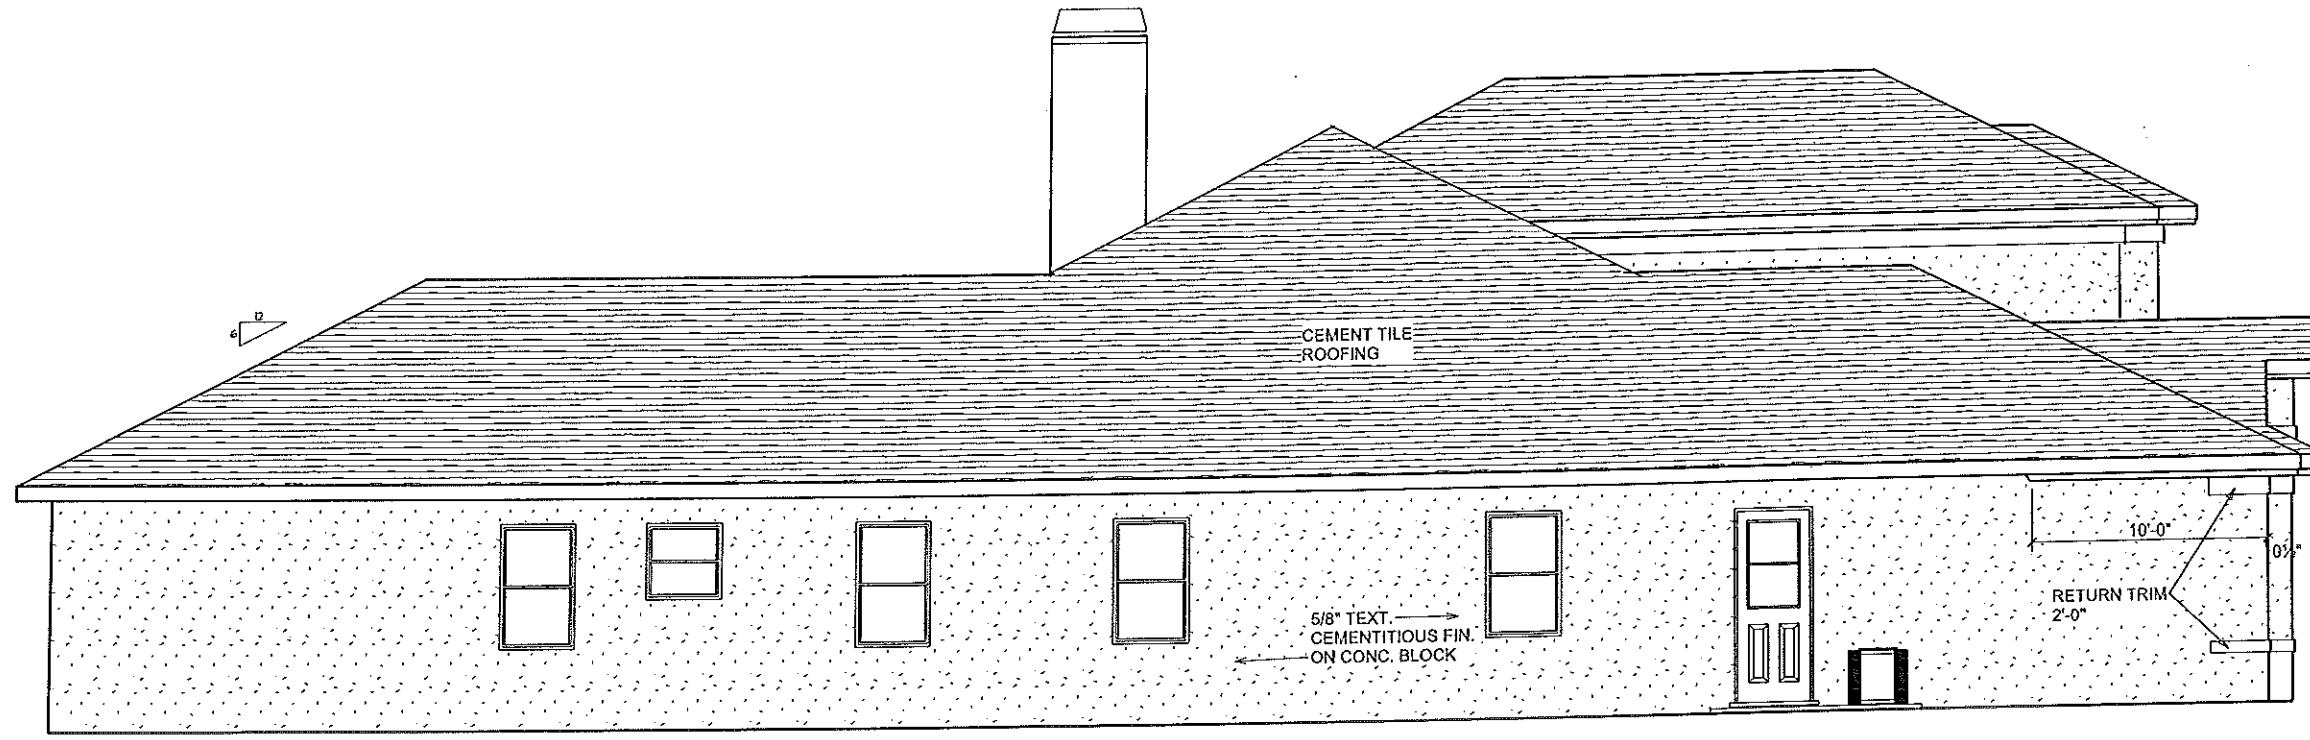 12
6
CEMENT TILE
ROOFING
10'-0"
0½"
RETURN TRIM
2'-0"
5/8" TEXT.
CEMENTITIOUS FIN.
ON CONC. BLOCK